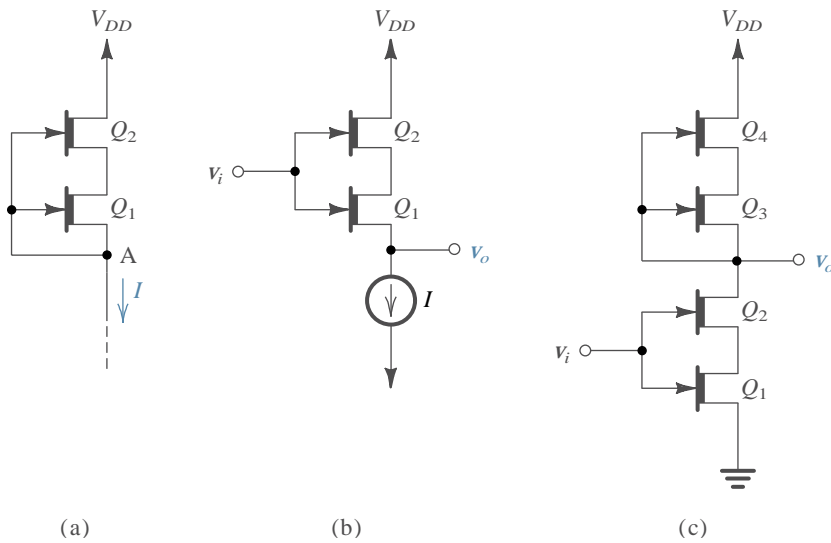 V_DD
Q_2
Q_1
A
I
(a)
V_DD
Q_2
v_i
Q_1
v_o
I
(b)
V_DD
Q_4
Q_3
v_o
Q_2
v_i
Q_1
(c)